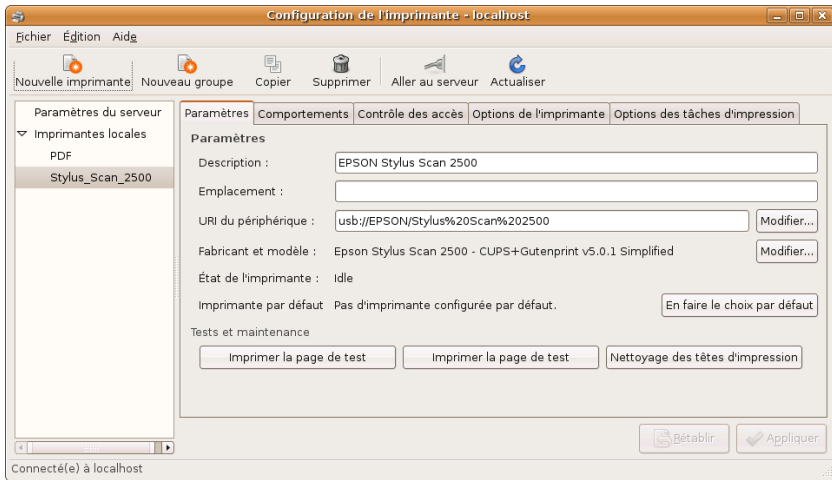 Configuration de l'imprimante - localhost
Fichier Édition Aide
Nouvelle imprimante Nouveau groupe Copier Supprimer Aller au serveur Actualiser
Paramètres du serveur
Imprimantes locales
PDF
Stylus_Scan_2500
Paramètres Comportements Contrôle des accès Options de l'imprimante Options des tâches d'impression
Paramètres
Description : EPSON Stylus Scan 2500
Emplacement :
URI du périphérique : usb://EPSON/Stylus%20Scan%202500 Modifier...
Fabricant et modèle : Epson Stylus Scan 2500 - CUPS+Gutenprint v5.0.1 Simplified Modifier...
État de l'imprimante : Idle
Imprimante par défaut Pas d'imprimante configurée par défaut. En faire le choix par défaut
Tests et maintenance
Imprimer la page de test Imprimer la page de test Nettoyage des têtes d'impression
Rétablir Appliquer
Connecté(e) à localhost